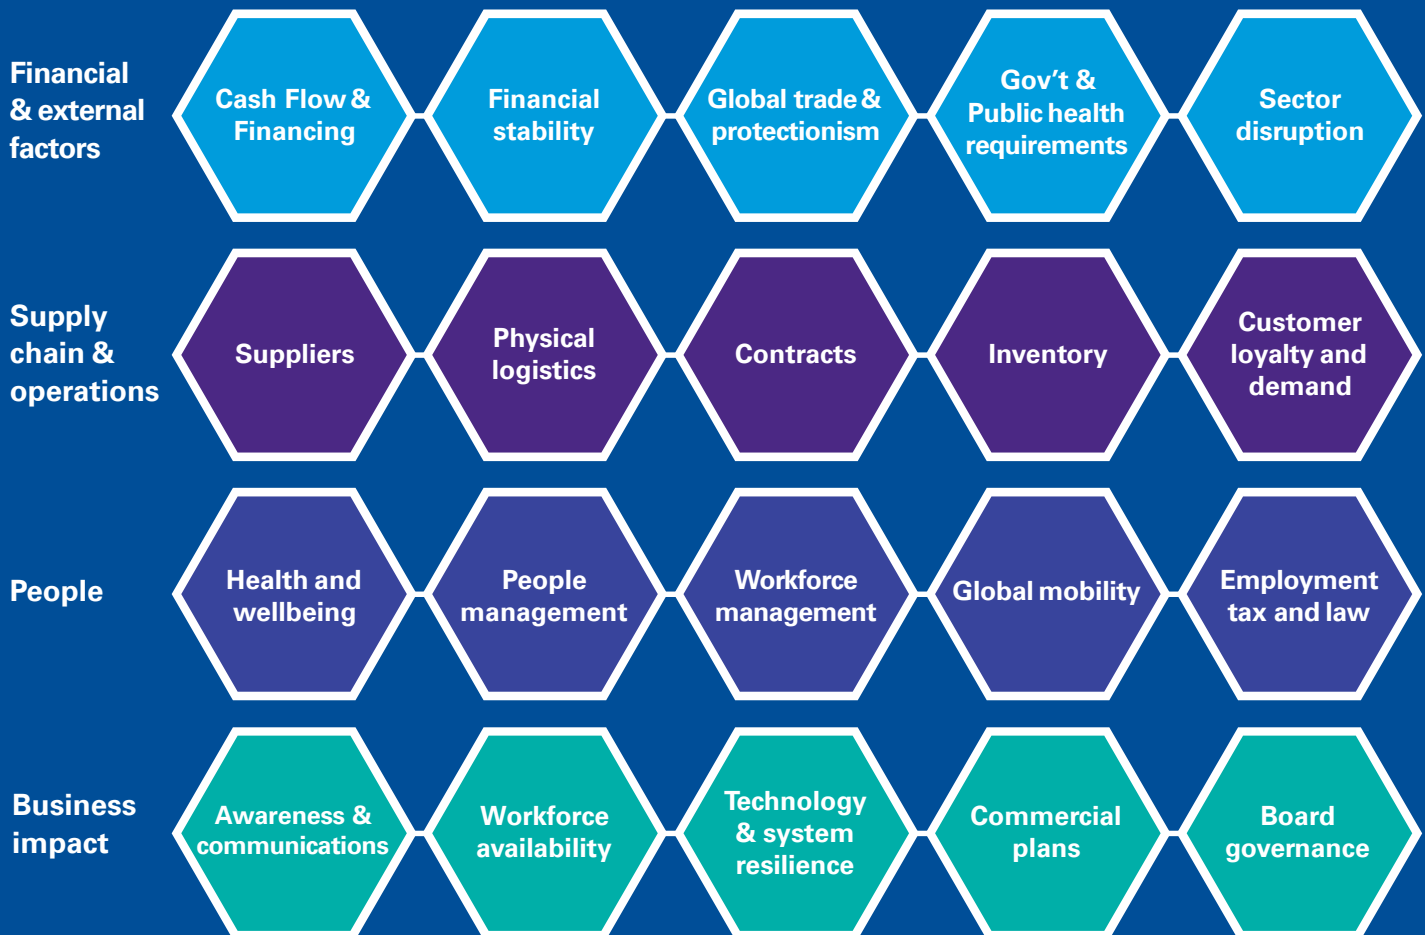 Financial
& external
factors
Cash Flow &
Financing
Financial
stability
Global trade &
protectionism
Gov't &
Public health
requirements
Sector
disruption
Supply
chain &
operations
Suppliers
Physical
logistics
Contracts
Inventory
Customer
loyalty and
demand
People
Health and
wellbeing
People
management
Workforce
management
Global mobility
Employment
tax and law
Business
impact
Awareness &
communications
Workforce
availability
Technology
& system
resilience
Commercial
plans
Board
governance